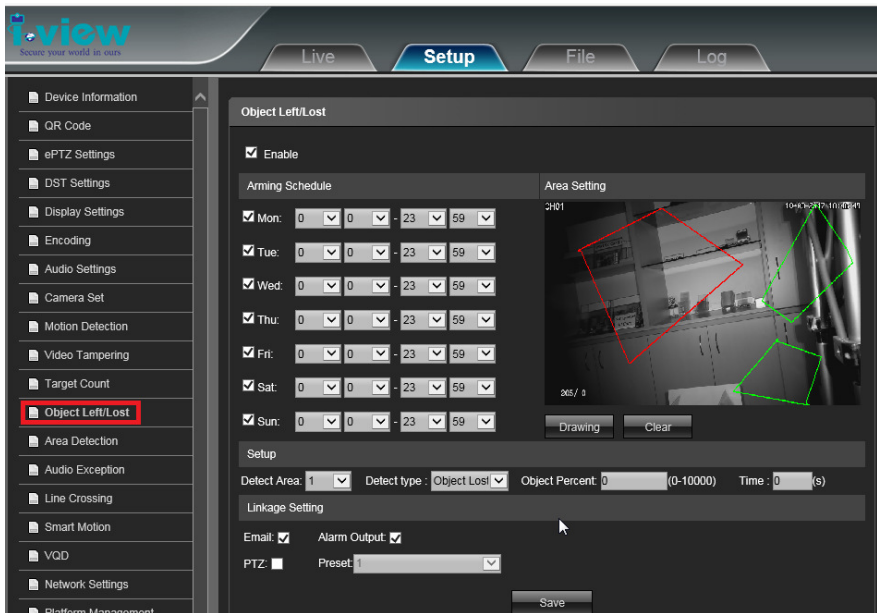 i.view
Secure your world in ours
Live Setup File Log
Device Information
QR Code
ePTZ Settings
DST Settings
Display Settings
Encoding
Audio Settings
Camera Set
Motion Detection
Video Tampering
Target Count
Object Left/Lost
Area Detection
Audio Exception
Line Crossing
Smart Motion
VQD
Network Settings
Platform Management
Object Left/Lost
Enable
Arming Schedule Area Setting
Mon: 0 0 - 23 59
Tue: 0 0 - 23 59
Wed: 0 0 - 23 59
Thu: 0 0 - 23 59
Fri: 0 0 - 23 59
Sat: 0 0 - 23 59
Sun: 0 0 - 23 59
CH01
Drawing Clear
Setup
Detect Area: 1 Detect type : Object Lost Object Percent: 0 (0-10000) Time : 0 (s)
Linkage Setting
Email: Alarm Output:
PTZ: Preset: 1
Save